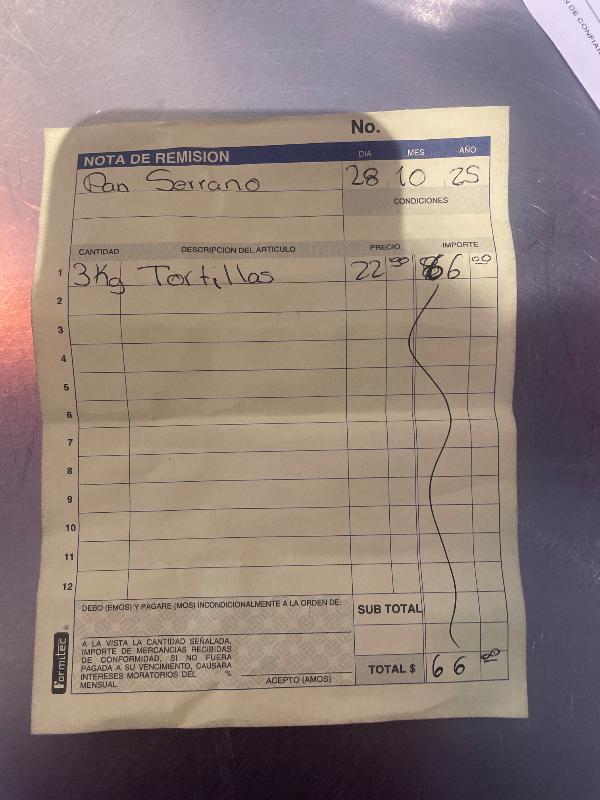 N DE CONFIAN
No.
NOTA DE REMISION DIA MES AÑO
Pan Serrano 28 10 25
CONDICIONES
CANTIDAD DESCRIPCION DEL ARTICULO PRECIO IMPORTE
1 3Kg Tortillas 22 00 66 00
2
3
4
5
6
7
8
9
10
11
12
DEBO (EMOS) Y PAGARE (MOS) INCONDICIONALMENTE A LA ORDEN DE:
SUB TOTAL
A LA VISTA LA CANTIDAD SEÑALADA,
IMPORTE DE MERCANCIAS RECIBIDAS
DE CONFORMIDAD, SI NO FUERA
PAGADA A SU VENCIMIENTO, CAUSARA
INTERESES MORATORIOS DEL %
MENSUAL
ACEPTO (AMOS)
TOTAL $ 66 00
Formitec ®